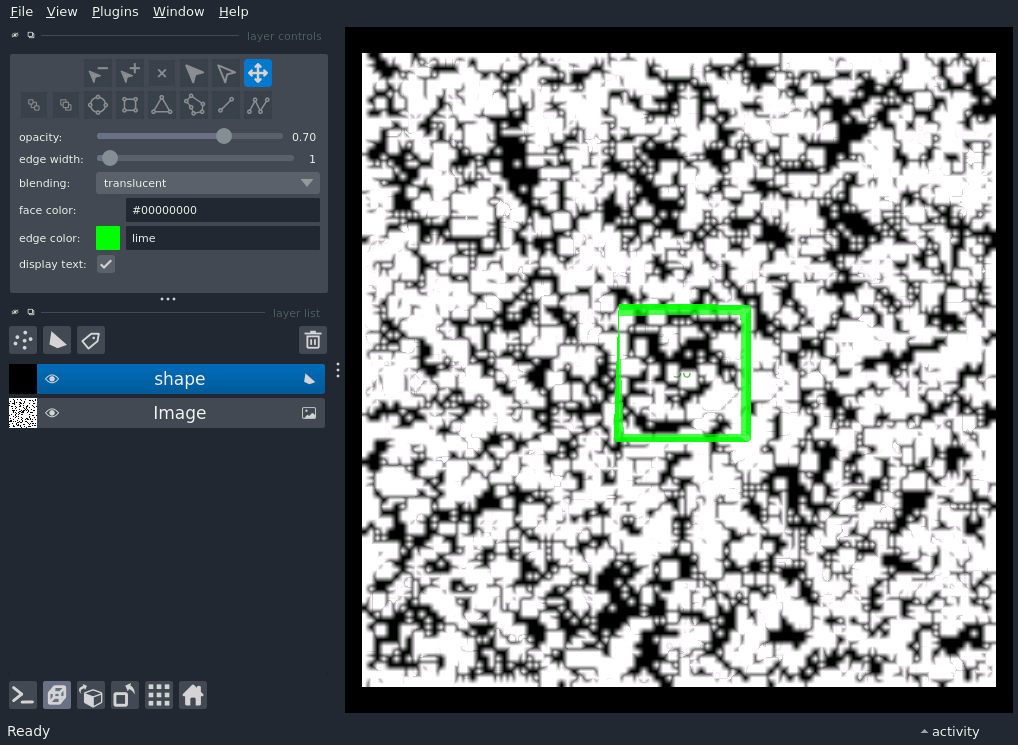 File View Plugins Window Help
layer controls
opacity: 0.70
edge width: 1
blending: translucent
face color: #00000000
edge color: lime
display text:
layer list
shape
Image
Ready
activity